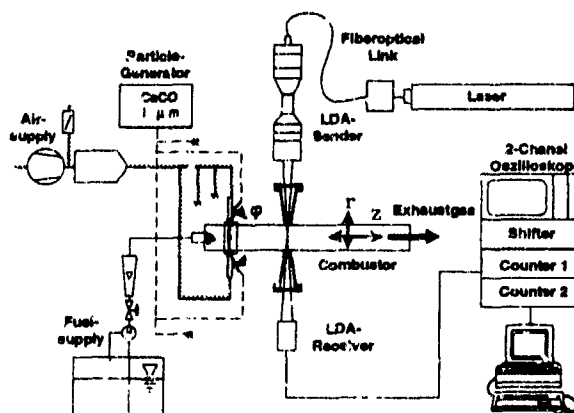 Particle-
Generator
CaCO
1 µm
Air-
supply
Fiberoptical
Link
Laser
LDA-
Sender
2-Chanal
Oszilloskop
Shifter
Counter 1
Counter 2
φ
r
z
Exhaustgas
Combustor
LDA-
Receiver
Fuel-
supply